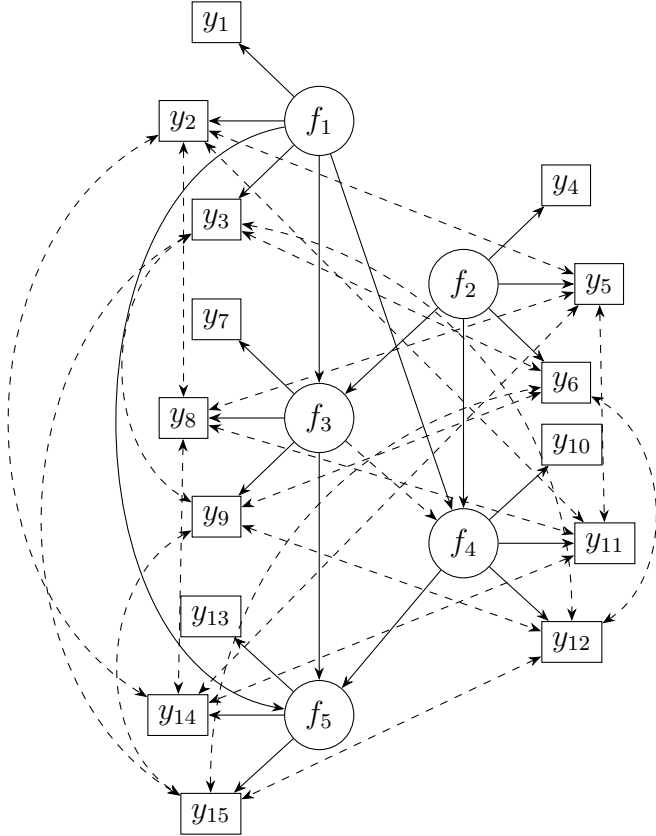 y₁
f₁
y₂
y₄
y₃
f₂
y₅
y₇
y₆
y₈
f₃
y₁₀
y₉
f₄
y₁₁
y₁₃
y₁₂
y₁₄
f₅
y₁₅